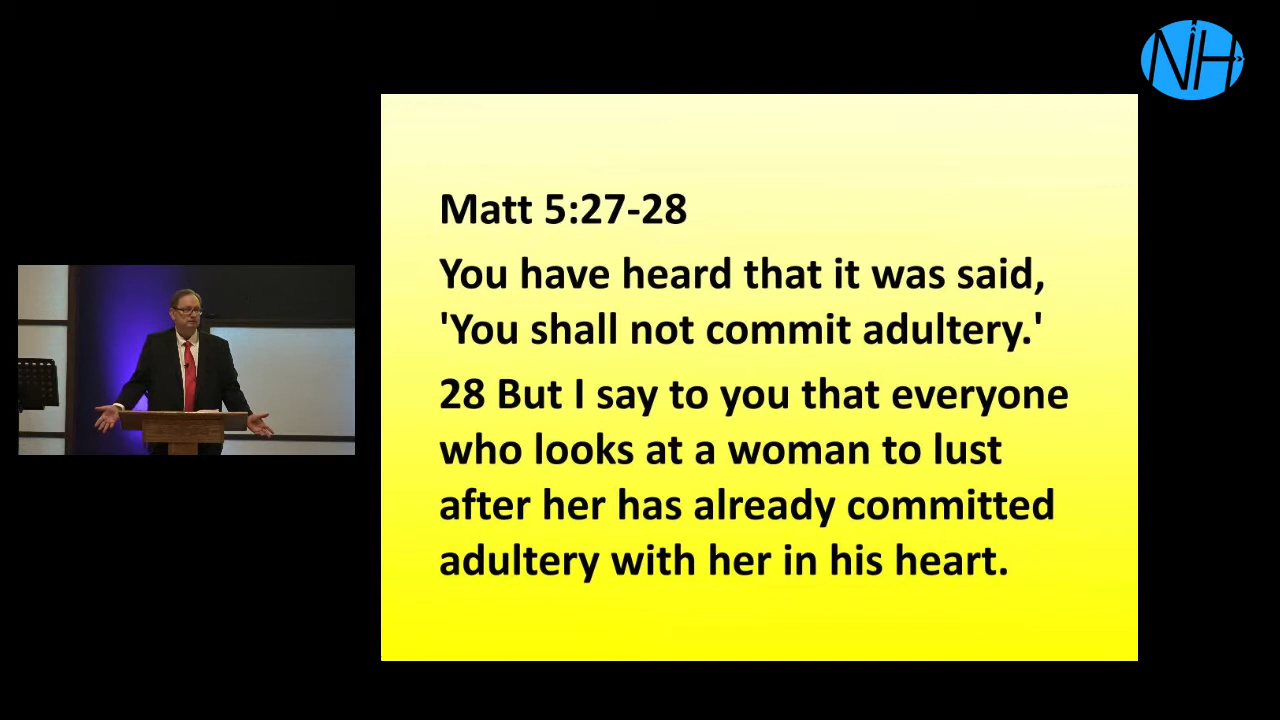 NH
Matt 5:27-28
You have heard that it was said,
'You shall not commit adultery.'
28 But I say to you that everyone
who looks at a woman to lust
after her has already committed
adultery with her in his heart.